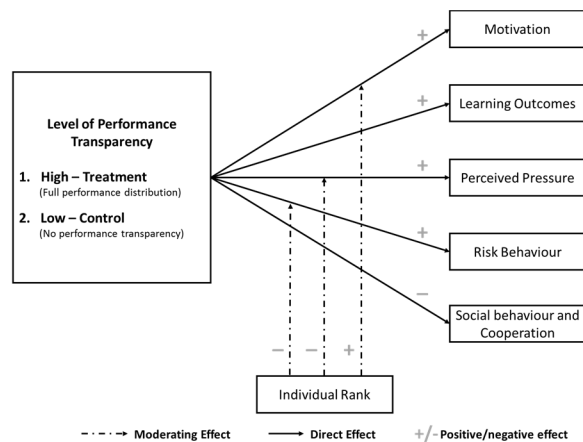 Motivation
Level of Performance
Transparency
1. High – Treatment
(Full performance distribution)
2. Low – Control
(No performance transparency)
Learning Outcomes
Perceived Pressure
Risk Behaviour
Social behaviour and
Cooperation
+
+
+
+
–
– – +
Individual Rank
Moderating Effect Direct Effect +/- Positive/negative effect